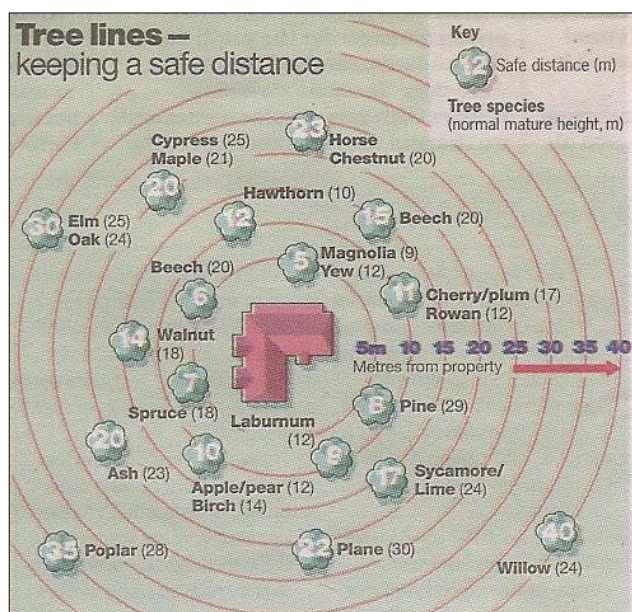 Tree lines –
keeping a safe distance
Key
12 Safe distance (m)
Tree species
(normal mature height, m)
23 Horse
Chestnut (20)
Cypress (25)
Maple (21)
20
Hawthorn (10)
12
15 Beech (20)
30 Elm (25)
Oak (24)
5 Magnolia (9)
Yew (12)
Beech (20)
6
11 Cherry/plum (17)
Rowan (12)
14 Walnut
(18)
5m 10 15 20 25 30 35 40
Metres from property
7
Spruce (18)
Laburnum
(12)
9
8 Pine (29)
20
Ash (23)
10
Apple/pear (12)
Birch (14)
17 Sycamore/
Lime (24)
35 Poplar (28)
22 Plane (30)
40
Willow (24)